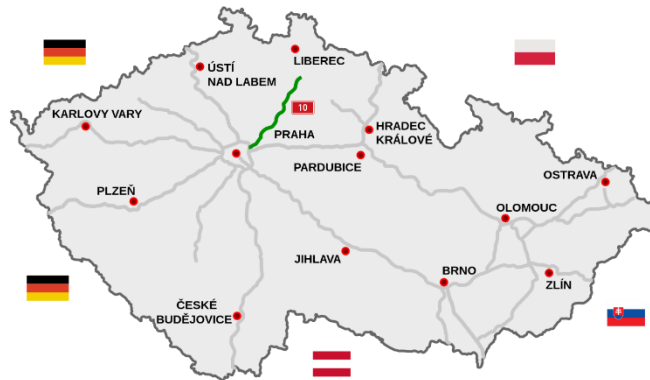 LIBEREC
ÚSTÍ
NAD LABEM
KARLOVY VARY
10
PRAHA
HRADEC
KRÁLOVÉ
PARDUBICE
OSTRAVA
PLZEŇ
OLOMOUC
JIHLAVA
BRNO
ZLÍN
ČESKÉ
BUDĚJOVICE